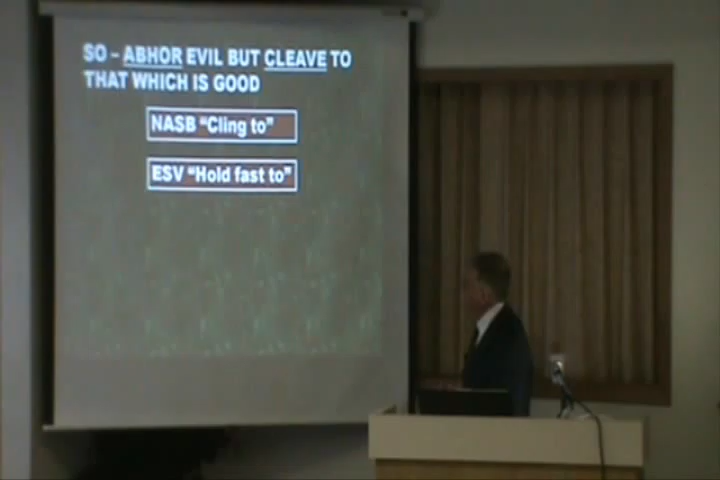 SO – ABHOR EVIL BUT CLEAVE TO
THAT WHICH IS GOOD
NASB “Cling to”
ESV “Hold fast to”